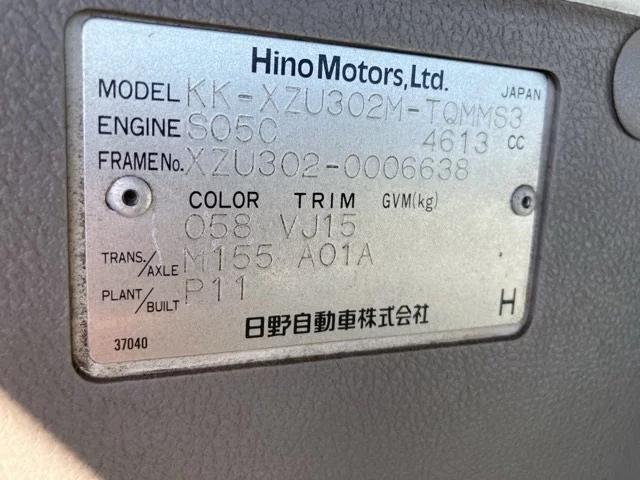 Hino Motors, Ltd.
MODEL KK-XZU302M-TQMMS3 JAPAN
ENGINE S05C 4613 CC
FRAME No. XZU302-0006638
COLOR TRIM GVM(kg)
058 VJ15
TRANS./AXLE M155 A01A
PLANT/BUILT P11
日野自動車株式会社 H
37040